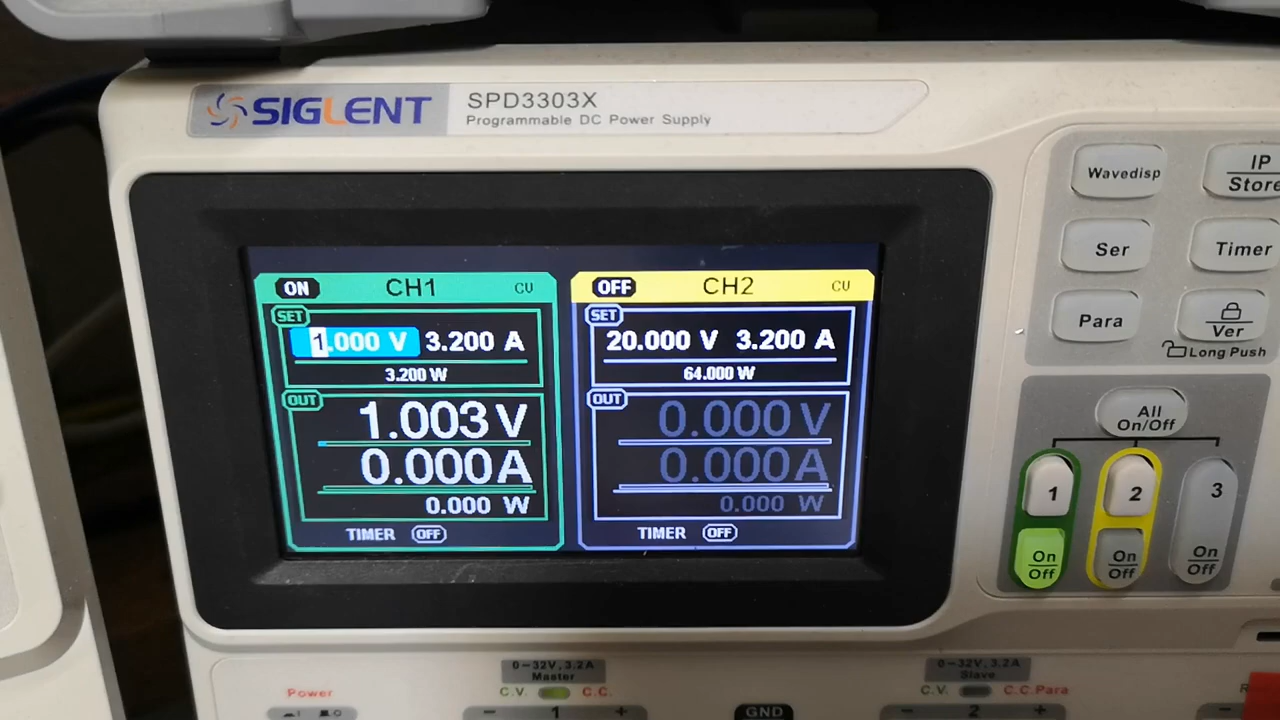 SIGLENT
SPD3303X
Programmable DC Power Supply
ON CH1 CV
SET
1.000 V 3.200 A
3.200 W
OUT
1.003 V
0.000 A
0.000 W
TIMER OFF
OFF CH2 CV
SET
20.000 V 3.200 A
64.000 W
OUT
0.000 V
0.000 A
0.000 W
TIMER OFF
Wavedisp
IP
Store
Ser
Timer
Para
Ver
Long Push
All
On/Off
1
2
3
On
Off
On
Off
On
Off
Power
0-32V,3.2A
Master
C.V. C.C.
- 1 +
GND
0-32V,3.2A
Slave
C.V. C.C.Para
- 2 +